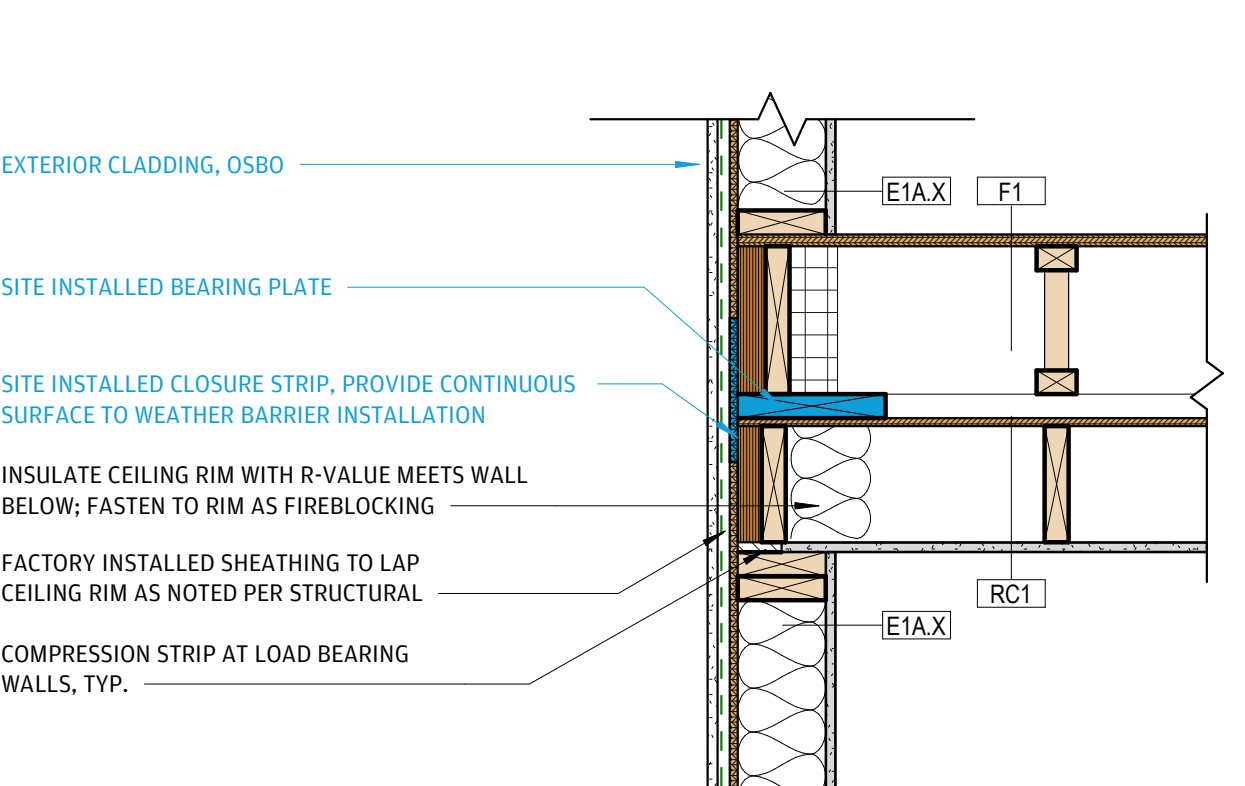 EXTERIOR CLADDING, OSBO
E1A.X
F1
SITE INSTALLED BEARING PLATE
SITE INSTALLED CLOSURE STRIP, PROVIDE CONTINUOUS
SURFACE TO WEATHER BARRIER INSTALLATION
INSULATE CEILING RIM WITH R-VALUE MEETS WALL
BELOW; FASTEN TO RIM AS FIREBLOCKING
FACTORY INSTALLED SHEATHING TO LAP
CEILING RIM AS NOTED PER STRUCTURAL
RC1
E1A.X
COMPRESSION STRIP AT LOAD BEARING
WALLS, TYP.